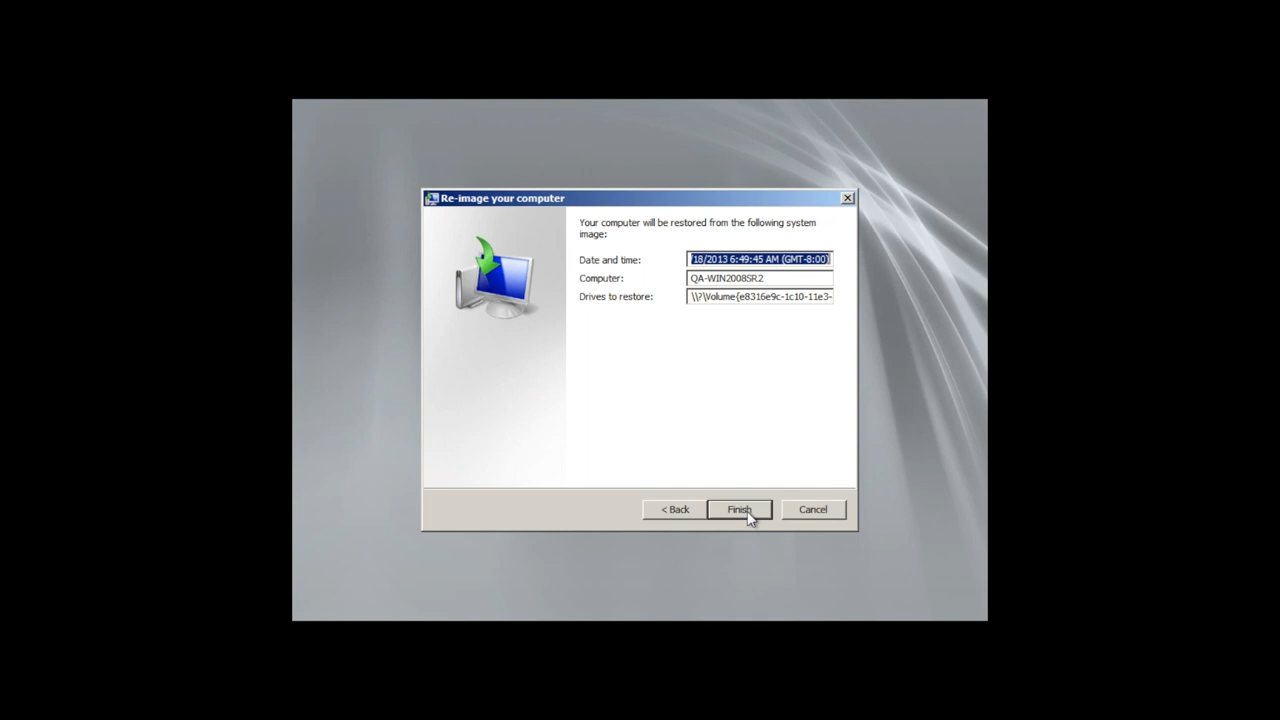 Re-image your computer
Your computer will be restored from the following system
image:
Date and time: /18/2013 6:49:45 AM (GMT-8:00)
Computer: QA-WIN2008SR2
Drives to restore: \\?\Volume{e8316e9c-1c10-11e3-
< Back Finish Cancel